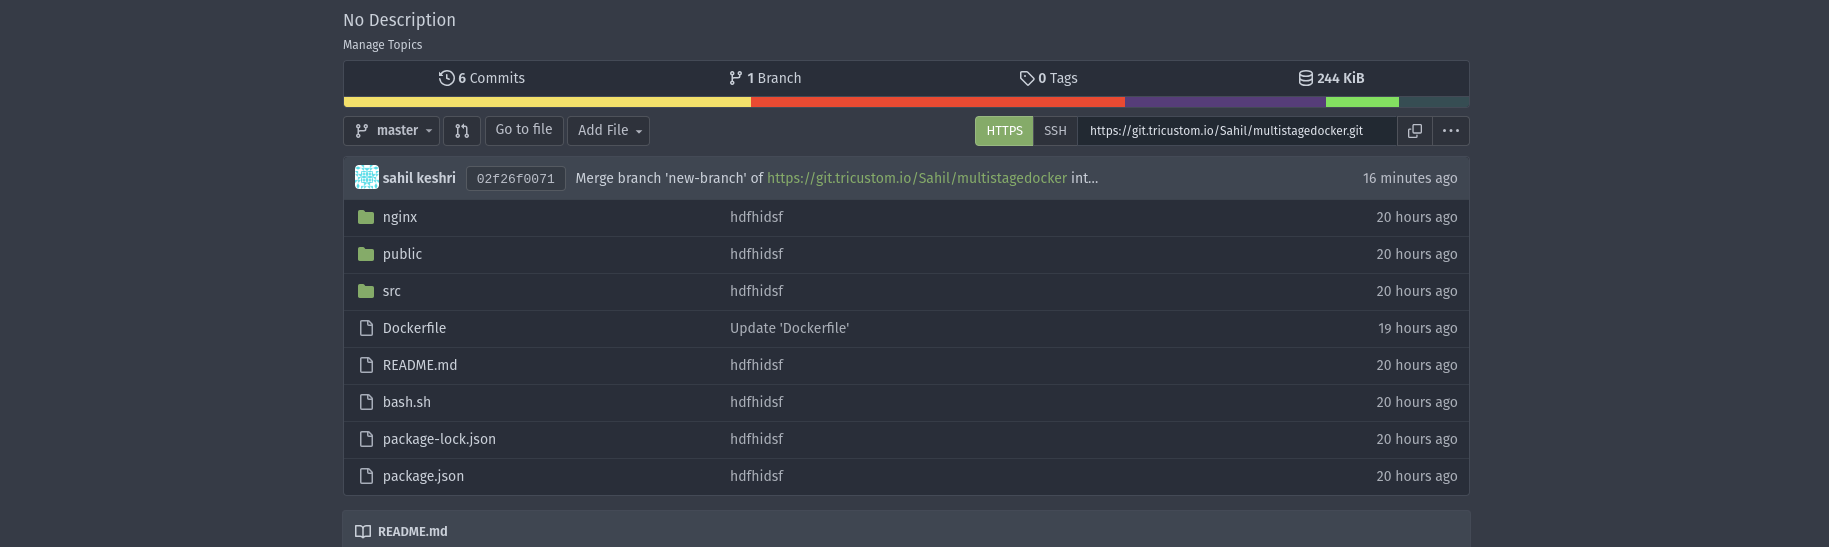 No Description
Manage Topics
6 Commits 1 Branch 0 Tags 244 KiB
master Go to file Add File HTTPS SSH https://git.tricustom.io/Sahil/multistagedocker.git
sahil keshri 02f26f0071 Merge branch 'new-branch' of https://git.tricustom.io/Sahil/multistagedocker int... 16 minutes ago
nginx hdfhidsf 20 hours ago
public hdfhidsf 20 hours ago
src hdfhidsf 20 hours ago
Dockerfile Update 'Dockerfile' 19 hours ago
README.md hdfhidsf 20 hours ago
bash.sh hdfhidsf 20 hours ago
package-lock.json hdfhidsf 20 hours ago
package.json hdfhidsf 20 hours ago
README.md